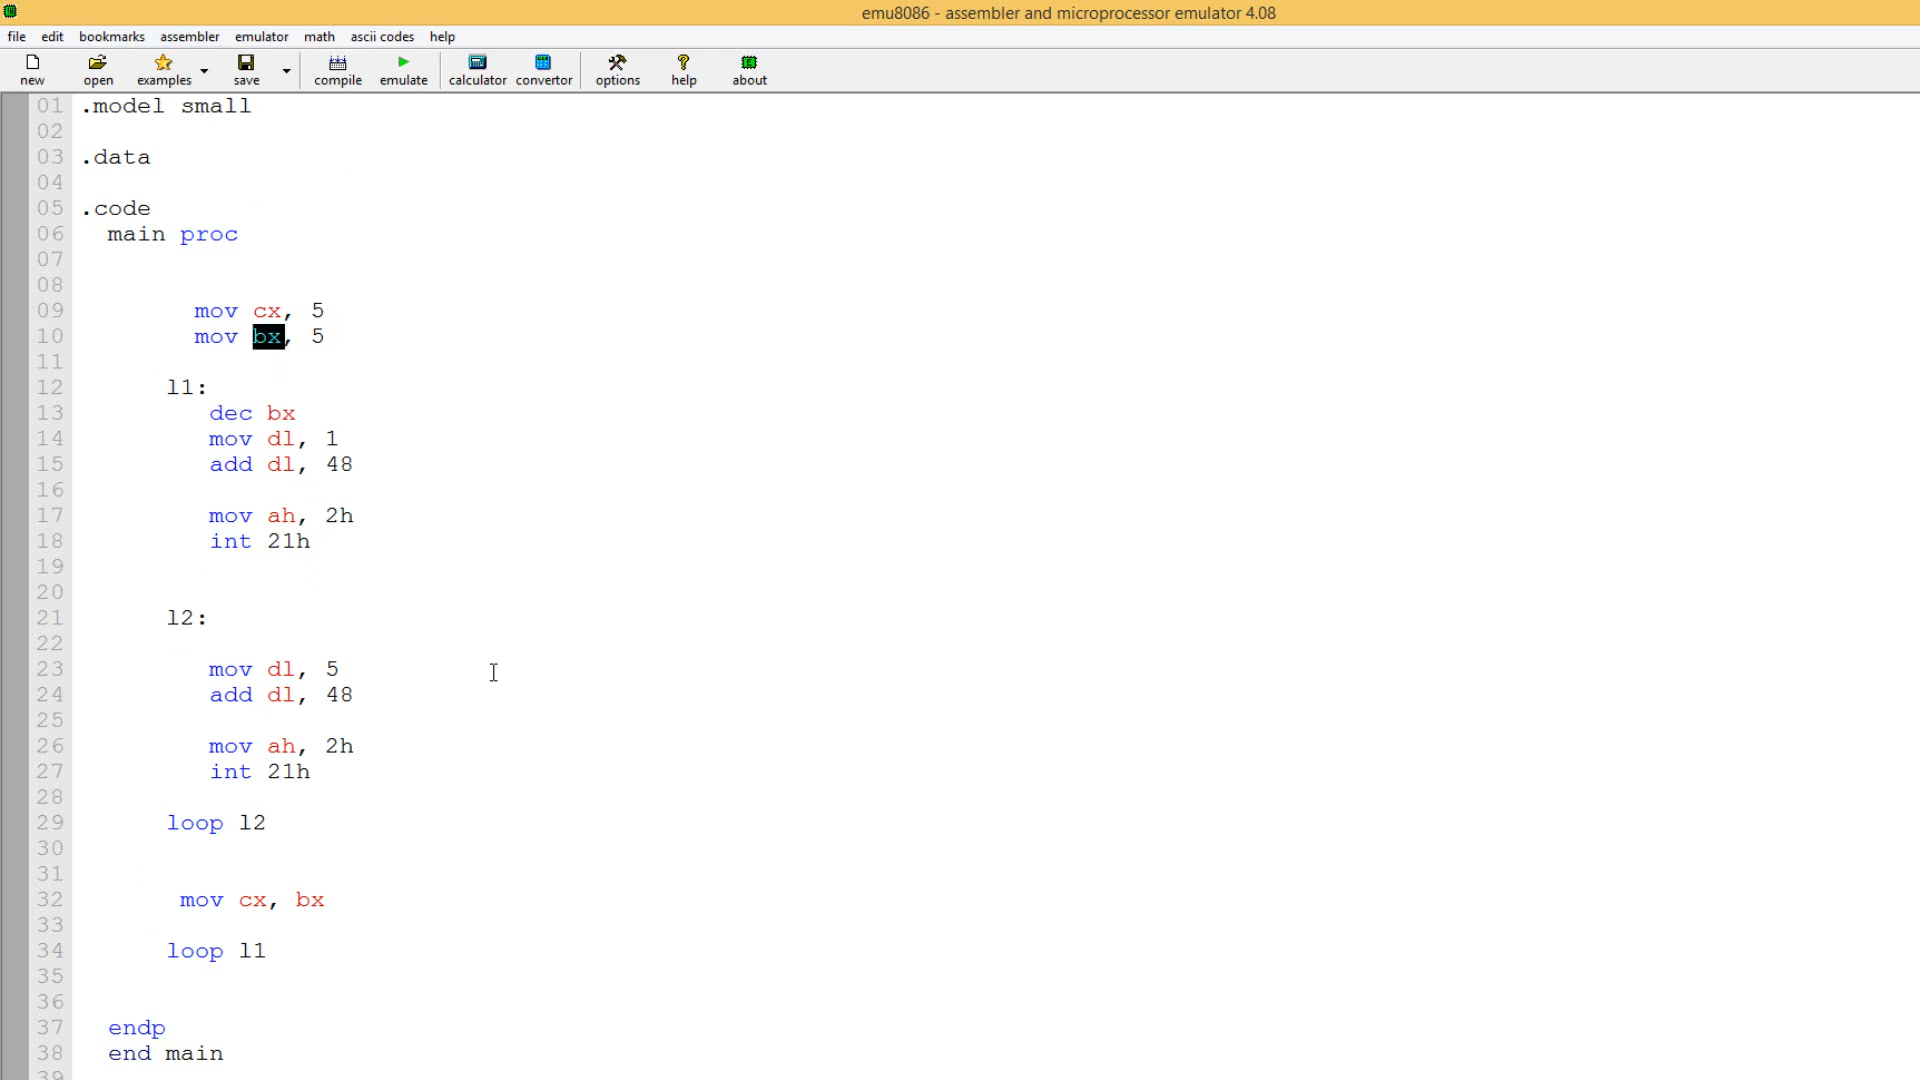 emu8086 - assembler and microprocessor emulator 4.08
file edit bookmarks assembler emulator math ascii codes help
new open examples save compile emulate calculator convertor options help about
01 .model small
02
03 .data
04
05 .code
06 main proc
07
08
09 mov cx, 5
10 mov bx, 5
11
12 l1:
13 dec bx
14 mov dl, 1
15 add dl, 48
16
17 mov ah, 2h
18 int 21h
19
20
21 l2:
22
23 mov dl, 5
24 add dl, 48
25
26 mov ah, 2h
27 int 21h
28
29 loop l2
30
31
32 mov cx, bx
33
34 loop l1
35
36
37 endp
38 end main
39